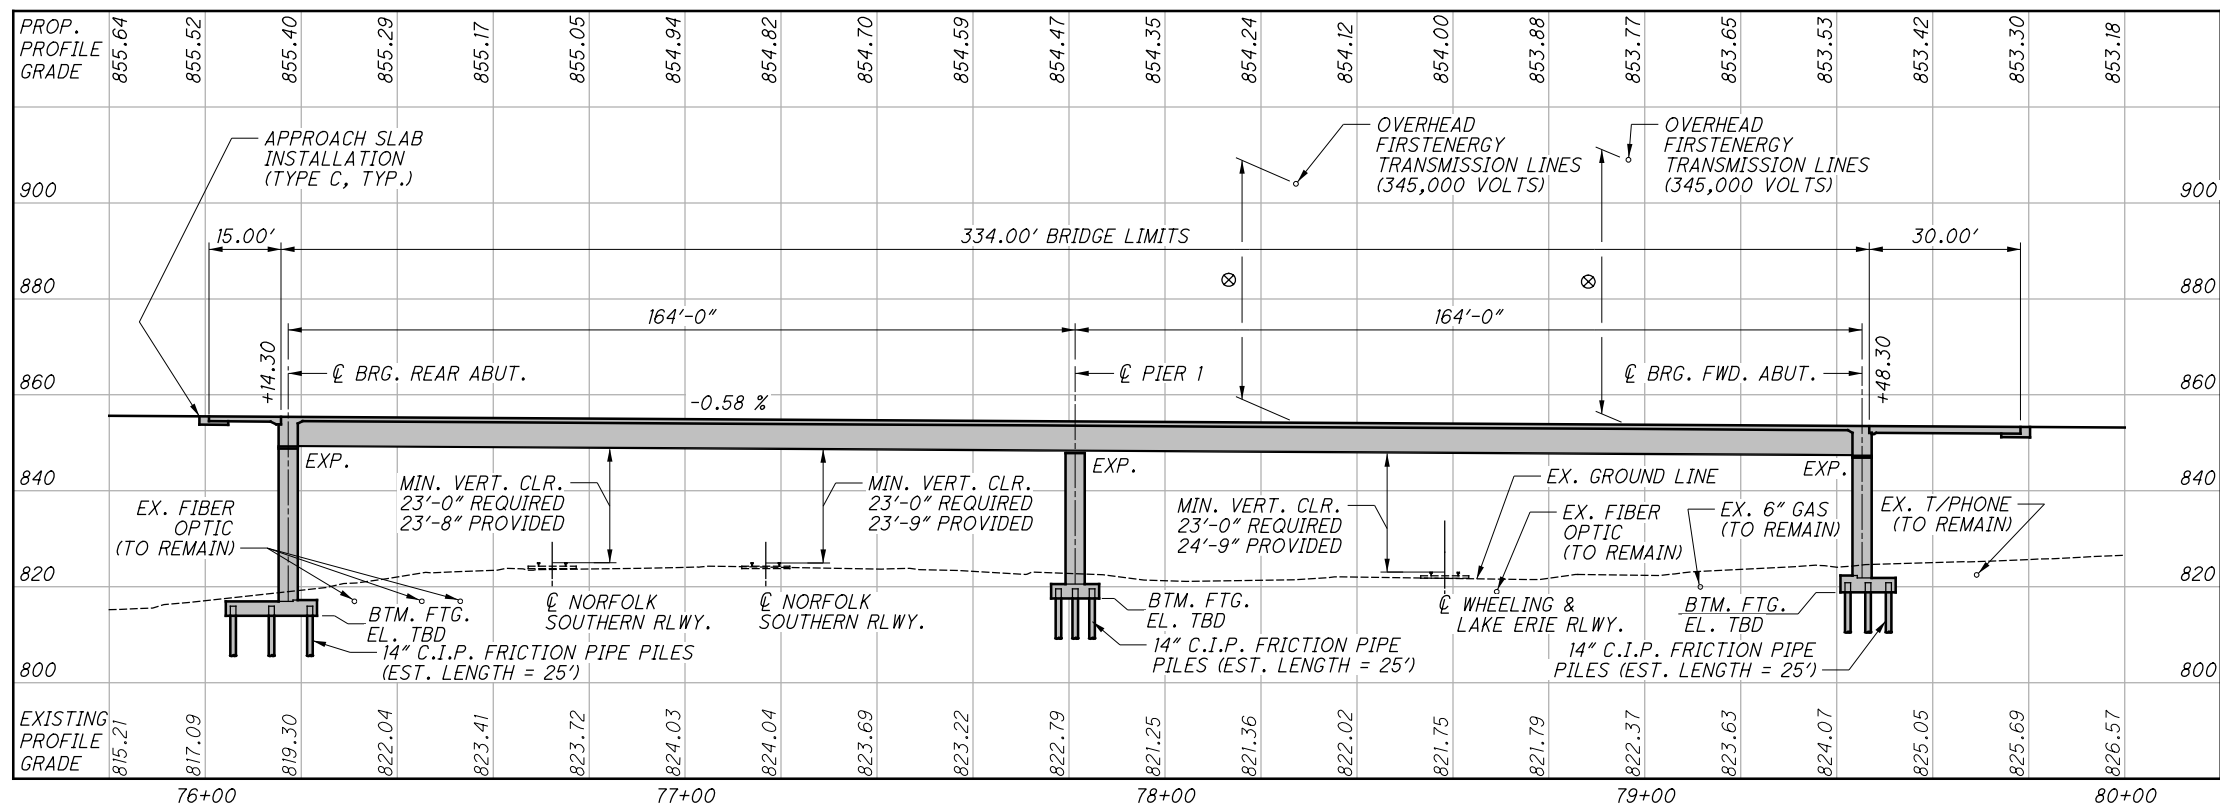 PROP.
PROFILE
GRADE
855.64 855.52 855.40 855.29 855.17 855.05 854.94 854.82 854.70 854.59 854.47 854.35 854.24 854.12 854.00 853.88 853.77 853.65 853.53 853.42 853.30 853.18
APPROACH SLAB
INSTALLATION
(TYPE C, TYP.)
OVERHEAD
FIRSTENERGY
TRANSMISSION LINES
(345,000 VOLTS)
OVERHEAD
FIRSTENERGY
TRANSMISSION LINES
(345,000 VOLTS)
900 900
15.00' 334.00' BRIDGE LIMITS 30.00'
880 880
164'-0" 164'-0"
+14.30
℄ BRG. REAR ABUT.
℄ PIER 1
℄ BRG. FWD. ABUT.
+48.30
860 860
-0.58 %
EXP. EXP. EXP.
840 840
MIN. VERT. CLR.
23'-0" REQUIRED
23'-8" PROVIDED
MIN. VERT. CLR.
23'-0" REQUIRED
23'-9" PROVIDED
MIN. VERT. CLR.
23'-0" REQUIRED
24'-9" PROVIDED
EX. GROUND LINE
EX. FIBER
OPTIC
(TO REMAIN)
EX. FIBER
OPTIC
(TO REMAIN)
EX. 6" GAS
(TO REMAIN)
EX. T/PHONE
(TO REMAIN)
820 820
BTM. FTG.
EL. TBD
℄ NORFOLK
SOUTHERN RLWY.
℄ NORFOLK
SOUTHERN RLWY.
BTM. FTG.
EL. TBD
℄ WHEELING &
LAKE ERIE RLWY.
BTM. FTG.
EL. TBD
14" C.I.P. FRICTION PIPE PILES
(EST. LENGTH = 25')
14" C.I.P. FRICTION PIPE
PILES (EST. LENGTH = 25')
14" C.I.P. FRICTION PIPE
PILES (EST. LENGTH = 25')
800 800
EXISTING
PROFILE
GRADE
815.21 817.09 819.30 822.04 823.41 823.72 824.03 824.04 823.69 823.22 822.79 821.25 821.36 822.02 821.75 821.79 822.37 823.63 824.07 825.05 825.69 826.57
76+00 77+00 78+00 79+00 80+00